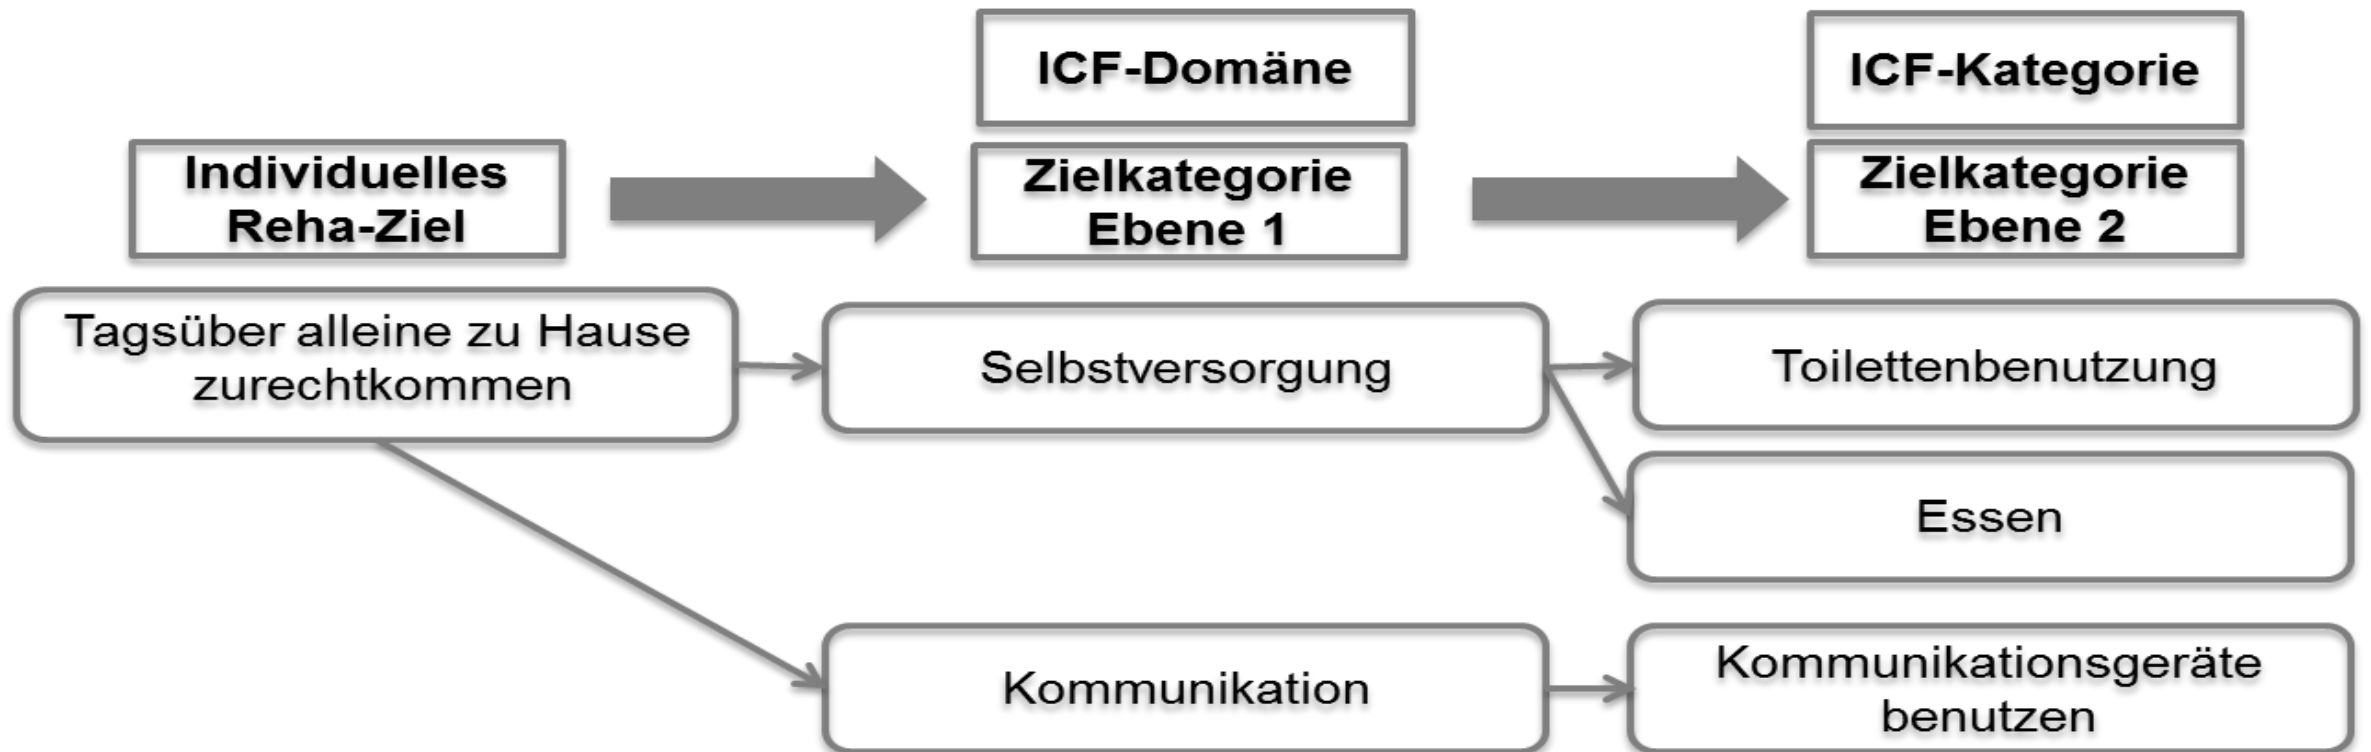 ICF-Domäne
ICF-Kategorie
Individuelles
Reha-Ziel
Zielkategorie
Ebene 1
Zielkategorie
Ebene 2
Tagsüber alleine zu Hause
zurechtkommen
Selbstversorgung
Toilettenbenutzung
Essen
Kommunikation
Kommunikationsgeräte
benutzen